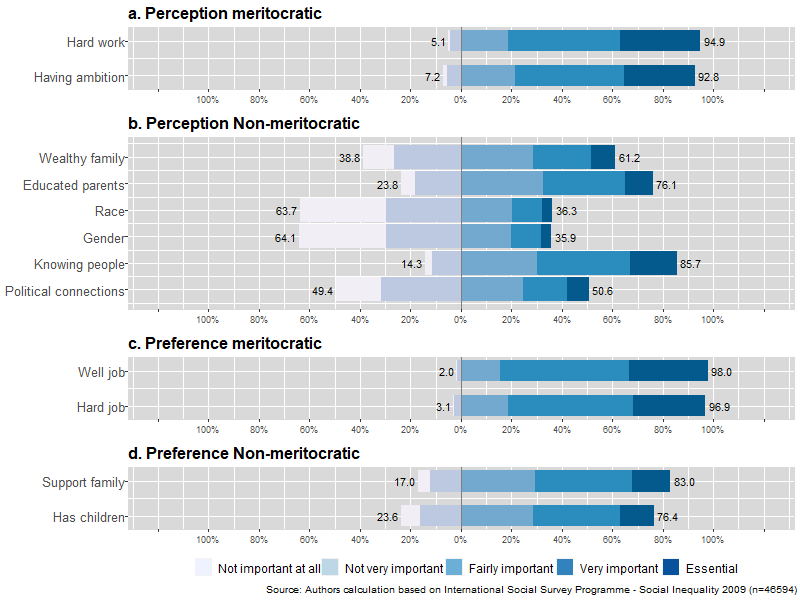 a. Perception meritocratic
Hard work 5.1 94.9
Having ambition 7.2 92.8
100% 80% 60% 40% 20% 0% 20% 40% 60% 80% 100%
b. Perception Non-meritocratic
Wealthy family 38.8 61.2
Educated parents 23.8 76.1
Race 63.7 36.3
Gender 64.1 35.9
Knowing people 14.3 85.7
Political connections 49.4 50.6
100% 80% 60% 40% 20% 0% 20% 40% 60% 80% 100%
c. Preference meritocratic
Well job 2.0 98.0
Hard job 3.1 96.9
100% 80% 60% 40% 20% 0% 20% 40% 60% 80% 100%
d. Preference Non-meritocratic
Support family 17.0 83.0
Has children 23.6 76.4
100% 80% 60% 40% 20% 0% 20% 40% 60% 80% 100%
Not important at all Not very important Fairly important Very important Essential
Source: Authors calculation based on International Social Survey Programme - Social Inequality 2009 (n=46594)